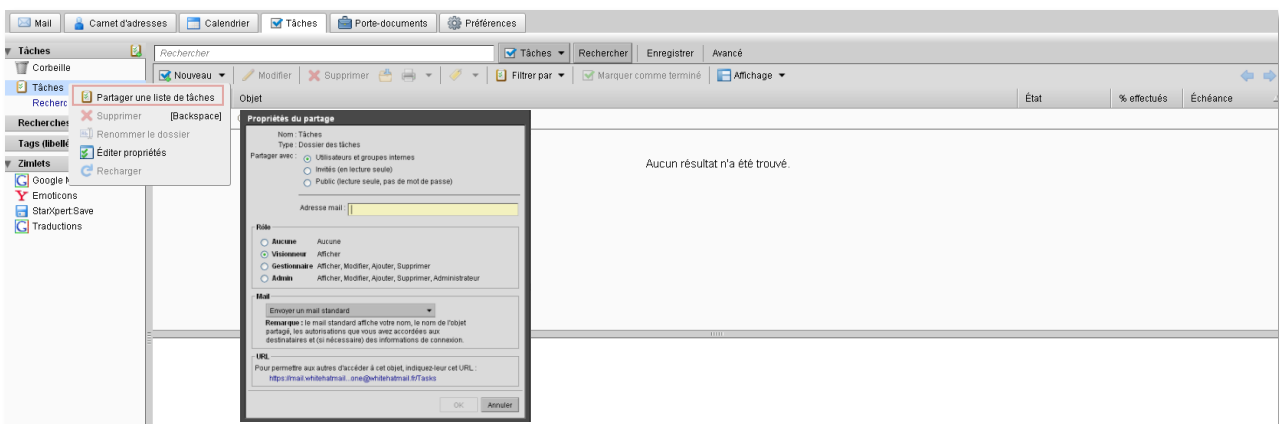 Mail Carnet d'adresses Calendrier Tâches Porte-documents Préférences
Tâches
Corbeille
Tâches
Recherches
Tags (libellé
Zimlets
Google
Emoticons
StarXpert:Save
Traductions
Partager une liste de tâches
Supprimer [Backspace]
Renommer le dossier
Éditer propriétés
Recharger
Rechercher Tâches Rechercher Enregistrer Avancé
Nouveau Modifier Supprimer Filtrer par Marquer comme terminé Affichage
Objet État % effectués Échéance
Aucun résultat n'a été trouvé.
Propriétés du partage
Nom : Tâches
Type : Dossier des tâches
Partager avec : Utilisateurs et groupes internes
Invités (en lecture seule)
Public (lecture seule, pas de mot de passe)
Adresse mail :
Rôle
Aucune Aucune
Visionneur Afficher
Gestionnaire Afficher, Modifier, Ajouter, Supprimer
Admin Afficher, Modifier, Ajouter, Supprimer, Administrateur
Mail
Envoyer un mail standard
Remarque : le mail standard affiche votre nom, le nom de l'objet
partagé, les autorisations que vous avez accordées aux
destinataires et (si nécessaire) des informations de connexion.
URL
Pour permettre aux autres d'accéder à cet objet, indiquez-leur cet URL :
https://mail.whitehatmail...one@whitehatmail.fr/Tasks
OK Annuler